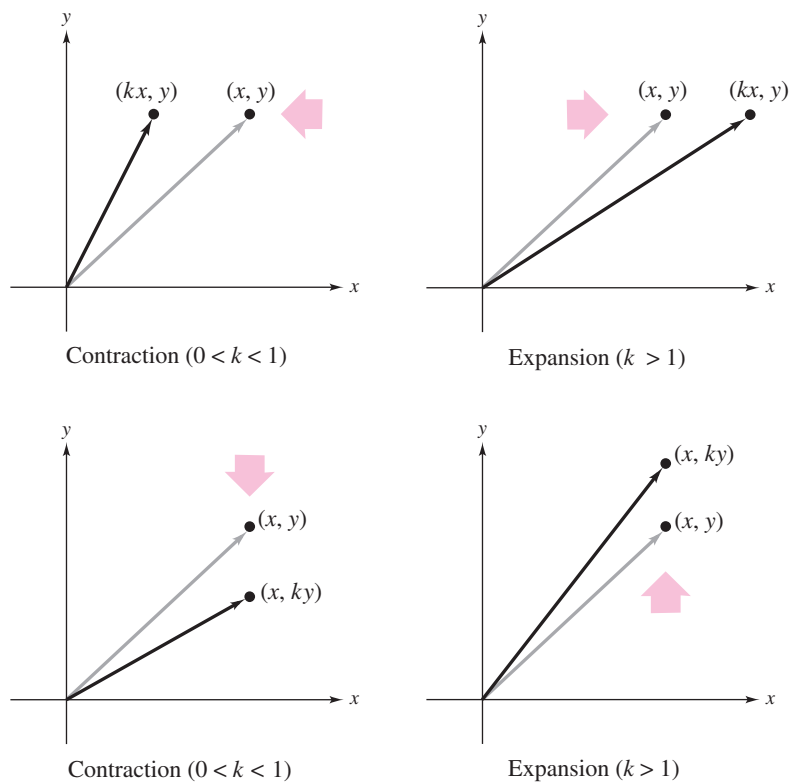 y
y
(kx, y)
(x, y)
(x, y)
(kx, y)
x
x
Contraction (0 < k < 1)
Expansion (k > 1)
y
y
(x, ky)
(x, y)
(x, y)
(x, ky)
x
x
Contraction (0 < k < 1)
Expansion (k > 1)